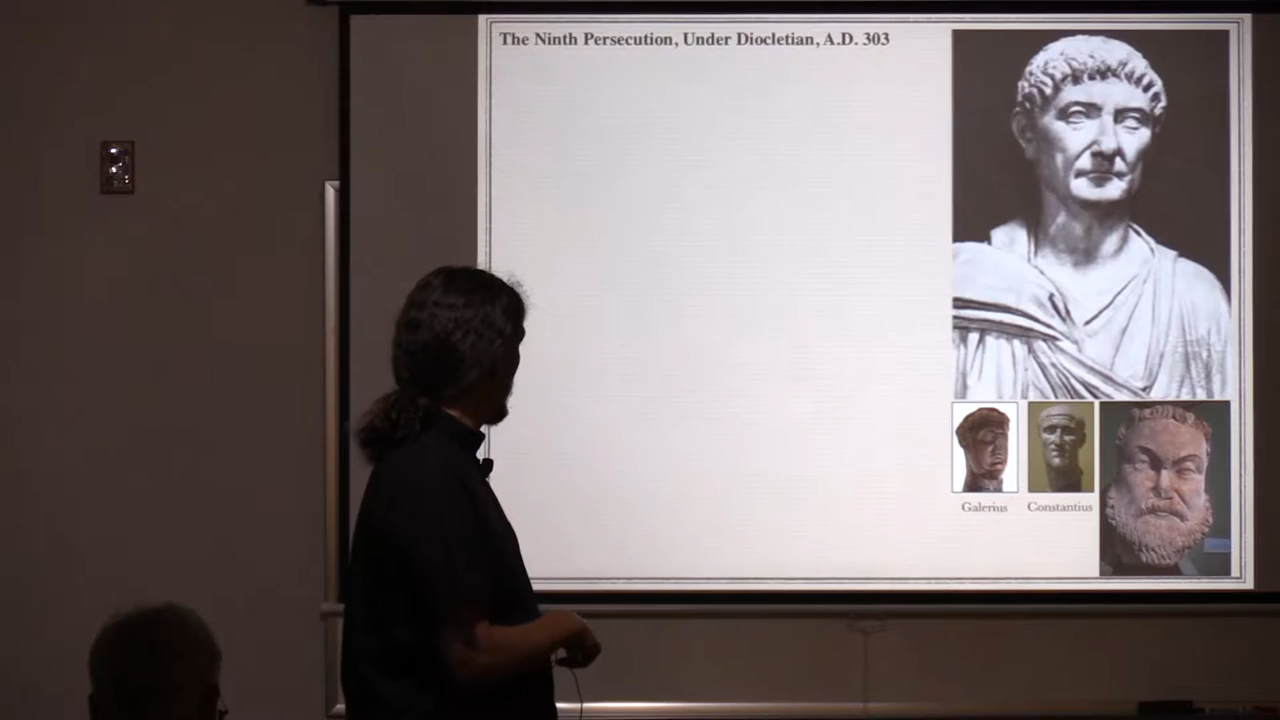 The Ninth Persecution, Under Diocletian, A.D. 303
Galerius
Constantius